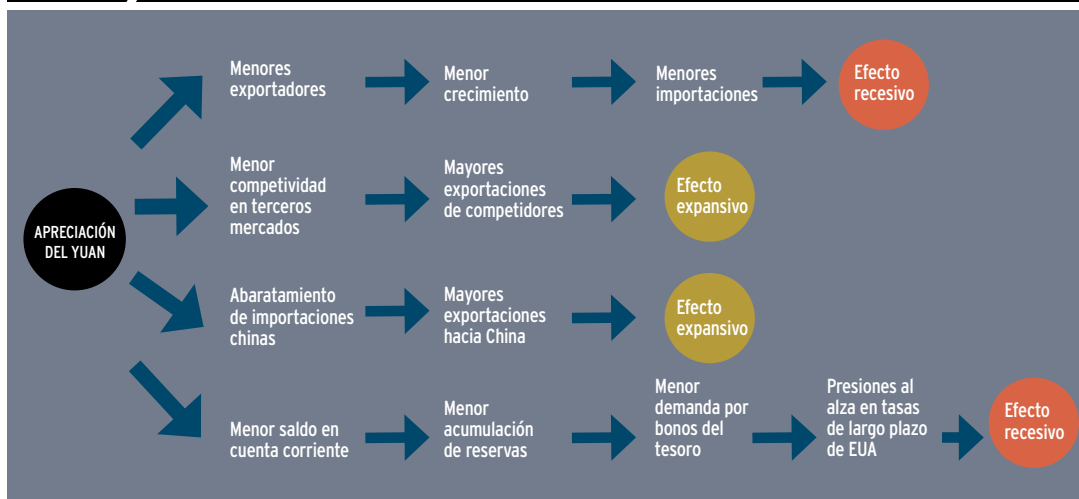 APRECIACIÓN
DEL YUAN
Menores
exportadores
Menor
crecimiento
Menores
importaciones
Efecto
recesivo
Menor
competividad
en terceros
mercados
Mayores
exportaciones
de competidores
Efecto
expansivo
Abaratamiento
de importaciones
chinas
Mayores
exportaciones
hacia China
Efecto
expansivo
Menor saldo en
cuenta corriente
Menor
acumulación
de reservas
Menor
demanda por
bonos del
tesoro
Presiones al
alza en tasas
de largo plazo
de EUA
Efecto
recesivo